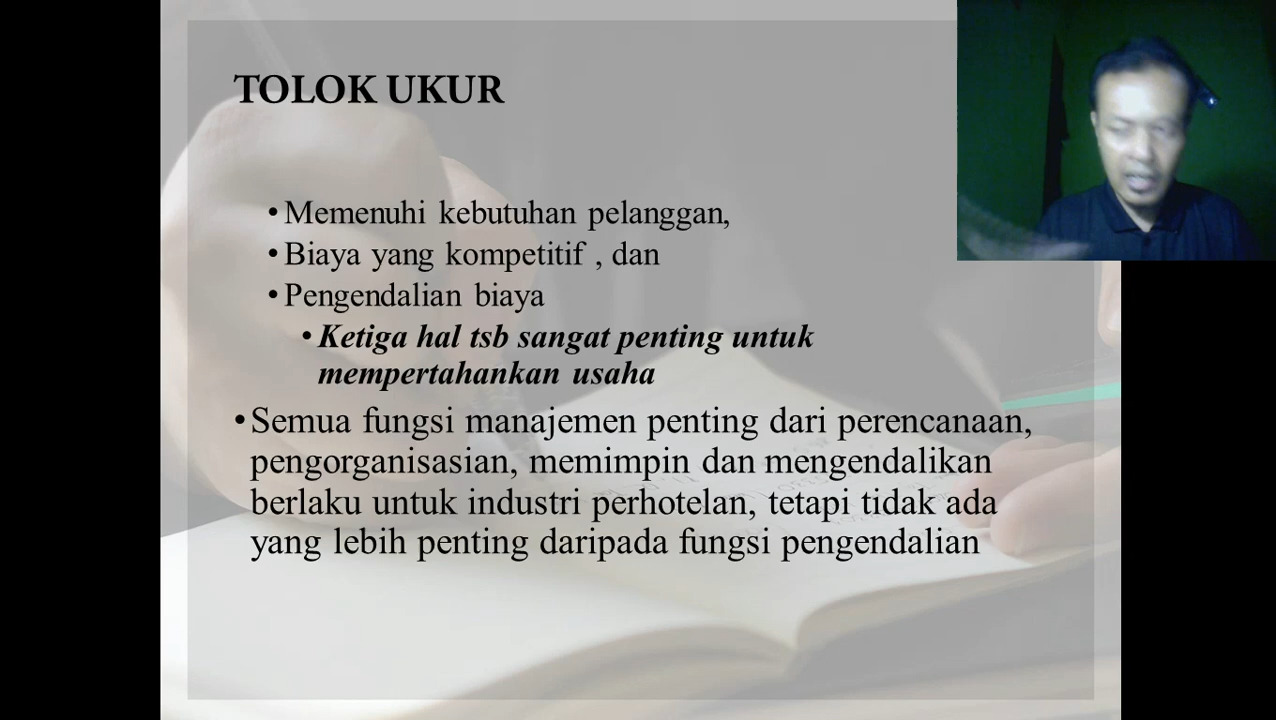 TOLOK UKUR
• Memenuhi kebutuhan pelanggan,
• Biaya yang kompetitif , dan
• Pengendalian biaya
• Ketiga hal tsb sangat penting untuk
mempertahankan usaha
• Semua fungsi manajemen penting dari perencanaan,
pengorganisasian, memimpin dan mengendalikan
berlaku untuk industri perhotelan, tetapi tidak ada
yang lebih penting daripada fungsi pengendalian